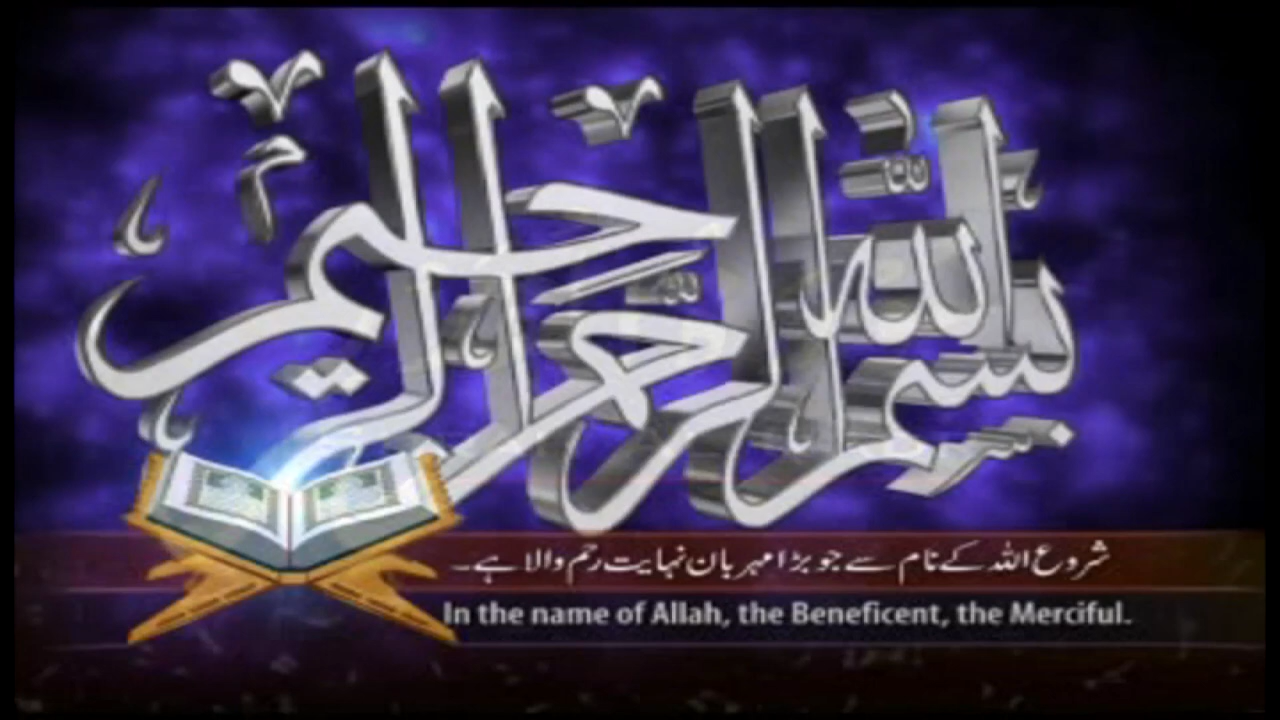 بسم الله الرحمن الرحيم
شروع اللہ کے نام سے جو بڑا مہربان نہایت رحم والا ہے۔
In the name of Allah, the Beneficent, the Merciful.